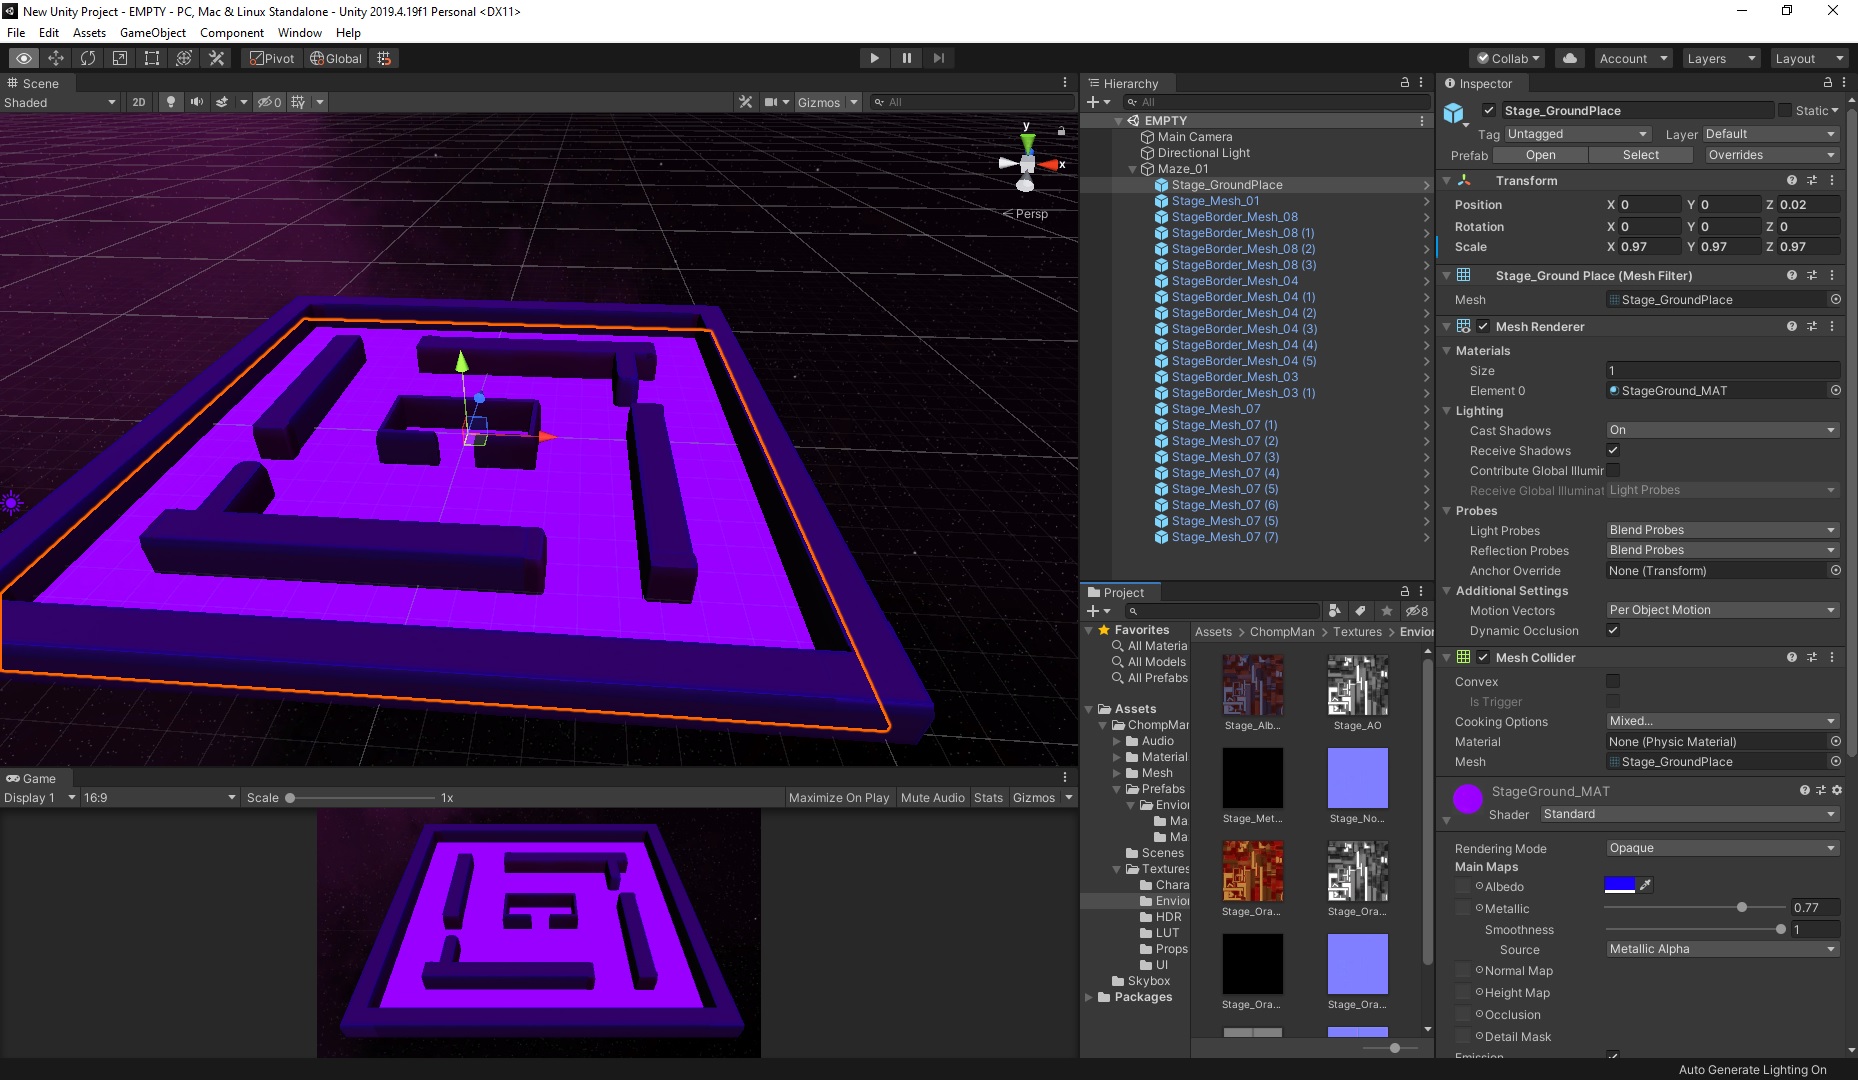 New Unity Project - EMPTY - PC, Mac & Linux Standalone - Unity 2019.4.19f1 Personal <DX11>
File Edit Assets GameObject Component Window Help
Pivot Global Collab Account Layers Layout
Scene
Shaded 2D 0 Gizmos All
y
x
Persp
Hierarchy
All
EMPTY
Main Camera
Directional Light
Maze_01
Stage_GroundPlace
Stage_Mesh_01
StageBorder_Mesh_08
StageBorder_Mesh_08 (1)
StageBorder_Mesh_08 (2)
StageBorder_Mesh_08 (3)
StageBorder_Mesh_04
StageBorder_Mesh_04 (1)
StageBorder_Mesh_04 (2)
StageBorder_Mesh_04 (3)
StageBorder_Mesh_04 (4)
StageBorder_Mesh_04 (5)
StageBorder_Mesh_03
StageBorder_Mesh_03 (1)
Stage_Mesh_07
Stage_Mesh_07 (1)
Stage_Mesh_07 (2)
Stage_Mesh_07 (3)
Stage_Mesh_07 (4)
Stage_Mesh_07 (5)
Stage_Mesh_07 (6)
Stage_Mesh_07 (5)
Stage_Mesh_07 (7)
Game
Display 1 16:9 Scale 1x Maximize On Play Mute Audio Stats Gizmos
Project
8
Favorites
All Materia
All Models
All Prefabs
Assets
ChompMan
Audio
Material
Mesh
Prefabs
Envior
Ma
Ma
Scenes
Textures
Chara
Envior
HDR
LUT
Props
UI
Skybox
Packages
Assets > ChompMan > Textures > Envior
Stage_Alb... Stage_AO
Stage_Met... Stage_No...
Stage_Ora... Stage_Ora...
Stage_Ora... Stage_Ora...
Inspector
Stage_GroundPlace Static
Tag Untagged Layer Default
Prefab Open Select Overrides
Transform
Position X 0 Y 0 Z 0.02
Rotation X 0 Y 0 Z 0
Scale X 0.97 Y 0.97 Z 0.97
Stage_Ground Place (Mesh Filter)
Mesh Stage_GroundPlace
Mesh Renderer
Materials
Size 1
Element 0 StageGround_MAT
Lighting
Cast Shadows On
Receive Shadows
Contribute Global Illumir
Receive Global Illuminat Light Probes
Probes
Light Probes Blend Probes
Reflection Probes Blend Probes
Anchor Override None (Transform)
Additional Settings
Motion Vectors Per Object Motion
Dynamic Occlusion
Mesh Collider
Convex
Is Trigger
Cooking Options Mixed...
Material None (Physic Material)
Mesh Stage_GroundPlace
StageGround_MAT
Shader Standard
Rendering Mode Opaque
Main Maps
Albedo
Metallic 0.77
Smoothness 1
Source Metallic Alpha
Normal Map
Height Map
Occlusion
Detail Mask
Emission
Auto Generate Lighting On